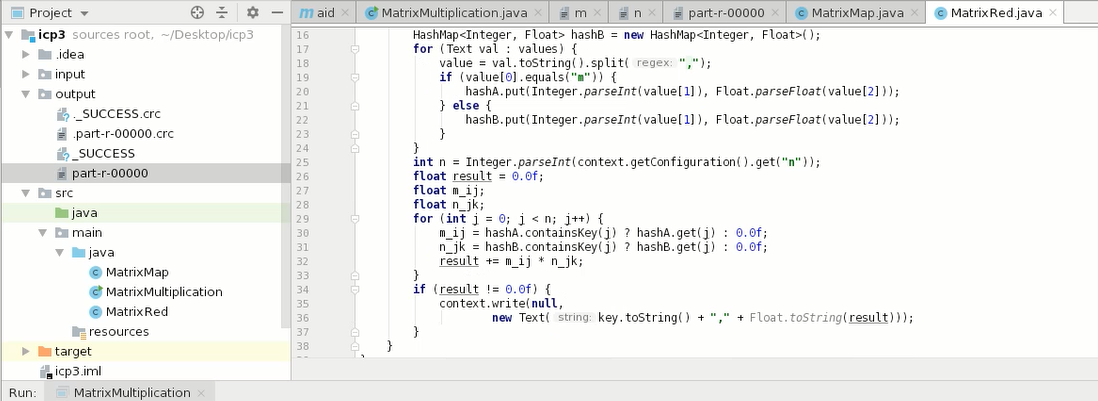 Project
icp3 sources root, ~/Desktop/icp3
.idea
input
output
._SUCCESS.crc
.part-r-00000.crc
_SUCCESS
part-r-00000
src
java
main
java
MatrixMap
MatrixMultiplication
MatrixRed
resources
target
icp3.iml
aid
MatrixMultiplication.java
m
n
part-r-00000
MatrixMap.java
MatrixRed.java
16 HashMap<Integer, Float> hashB = new HashMap<Integer, Float>();
17 for (Text val : values) {
18 value = val.toString().split( regex: ",");
19 if (value[0].equals("m")) {
20 hashA.put(Integer.parseInt(value[1]), Float.parseFloat(value[2]));
21 } else {
22 hashB.put(Integer.parseInt(value[1]), Float.parseFloat(value[2]));
23 }
24 }
25 int n = Integer.parseInt(context.getConfiguration().get("n"));
26 float result = 0.0f;
27 float m_ij;
28 float n_jk;
29 for (int j = 0; j < n; j++) {
30 m_ij = hashA.containsKey(j) ? hashA.get(j) : 0.0f;
31 n_jk = hashB.containsKey(j) ? hashB.get(j) : 0.0f;
32 result += m_ij * n_jk;
33 }
34 if (result != 0.0f) {
35 context.write(null,
36 new Text( string: key.toString() + "," + Float.toString(result)));
37 }
38 }
Run: MatrixMultiplication